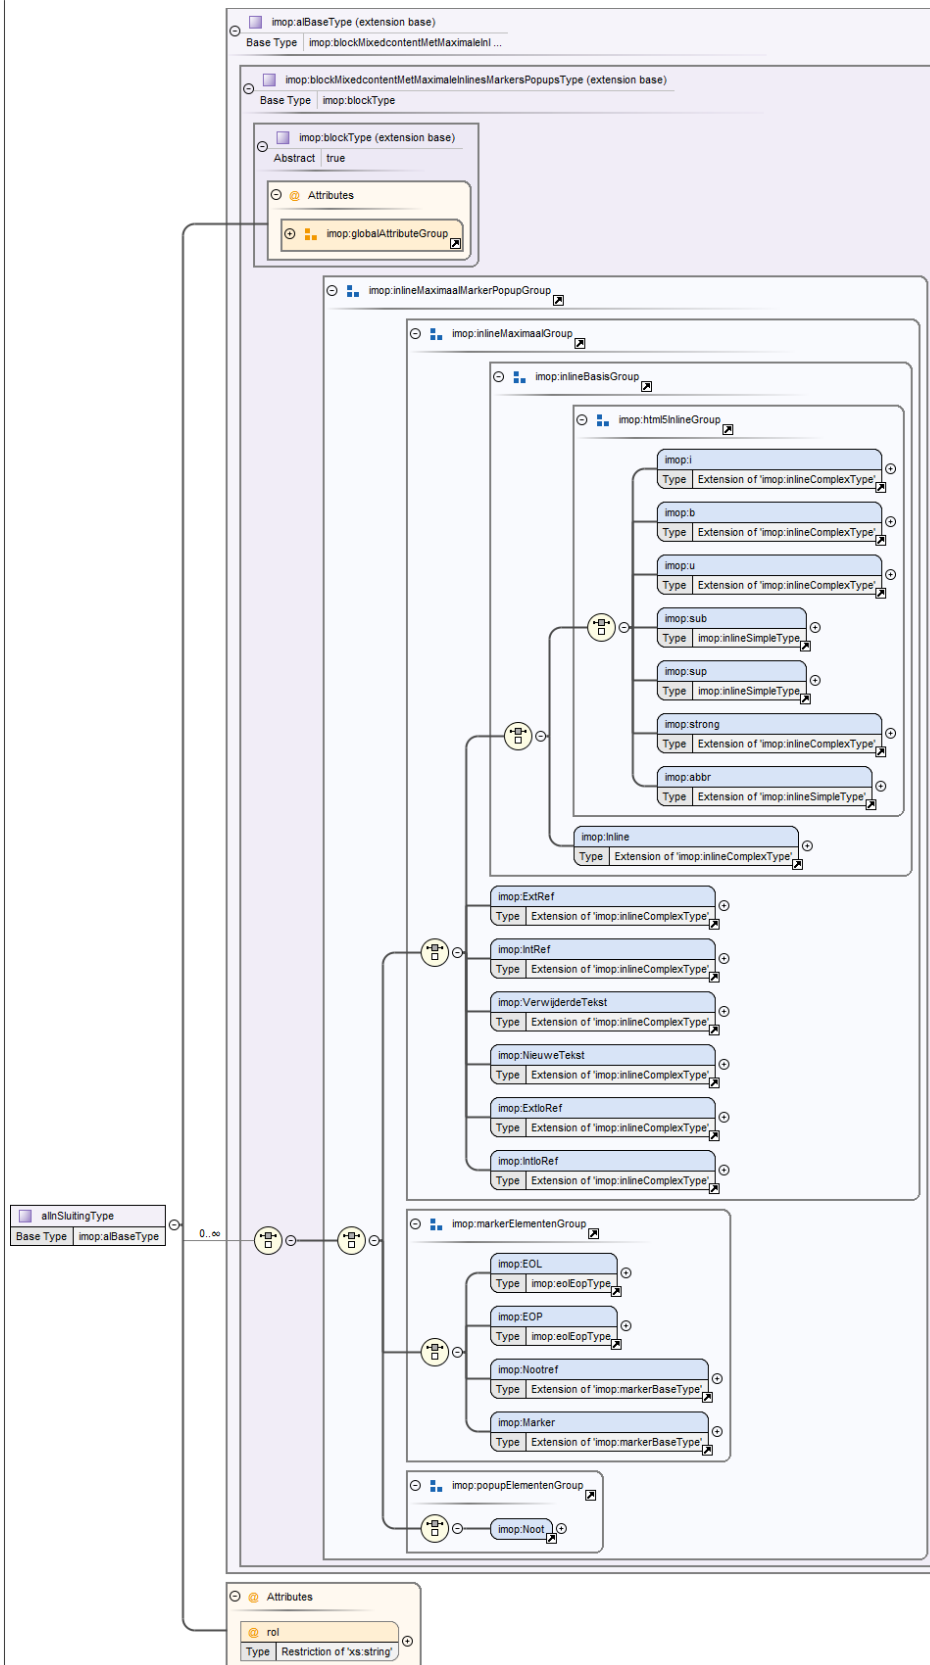 imop:alBaseType (extension base)
Base Type imop:blockMixedcontentMetMaximaleInl ...
imop:blockMixedcontentMetMaximaleInlinesMarkersPopupsType (extension base)
Base Type imop:blockType
imop:blockType (extension base)
Abstract true
@ Attributes
imop:globalAttributeGroup
imop:inlineMaximaalMarkerPopupGroup
imop:inlineMaximaalGroup
imop:inlineBasisGroup
imop:html5InlineGroup
imop:i
Type Extension of 'imop:inlineComplexType'
imop:b
Type Extension of 'imop:inlineComplexType'
imop:u
Type Extension of 'imop:inlineComplexType'
imop:sub
Type imop:inlineSimpleType
imop:sup
Type imop:inlineSimpleType
imop:strong
Type Extension of 'imop:inlineComplexType'
imop:abbr
Type Extension of 'imop:inlineSimpleType'
imop:Inline
Type Extension of 'imop:inlineComplexType'
imop:ExtRef
Type Extension of 'imop:inlineComplexType'
imop:IntRef
Type Extension of 'imop:inlineComplexType'
imop:VerwijderdeTekst
Type Extension of 'imop:inlineComplexType'
imop:NieuweTekst
Type Extension of 'imop:inlineComplexType'
imop:ExtIoRef
Type Extension of 'imop:inlineComplexType'
imop:IntIoRef
Type Extension of 'imop:inlineComplexType'
alInSluitingType
Base Type imop:alBaseType
0..∞
imop:markerElementenGroup
imop:EOL
Type imop:eolEopType
imop:EOP
Type imop:eolEopType
imop:Nootref
Type Extension of 'imop:markerBaseType'
imop:Marker
Type Extension of 'imop:markerBaseType'
imop:popupElementenGroup
imop:Noot
@ Attributes
@ rol
Type Restriction of 'xs:string'